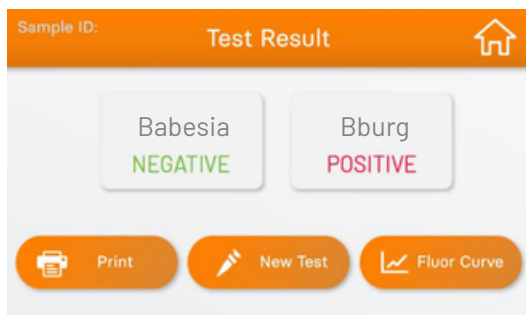 Sample ID:
Test Result
Babesia
NEGATIVE
Bburg
POSITIVE
Print
New Test
Fluor Curve